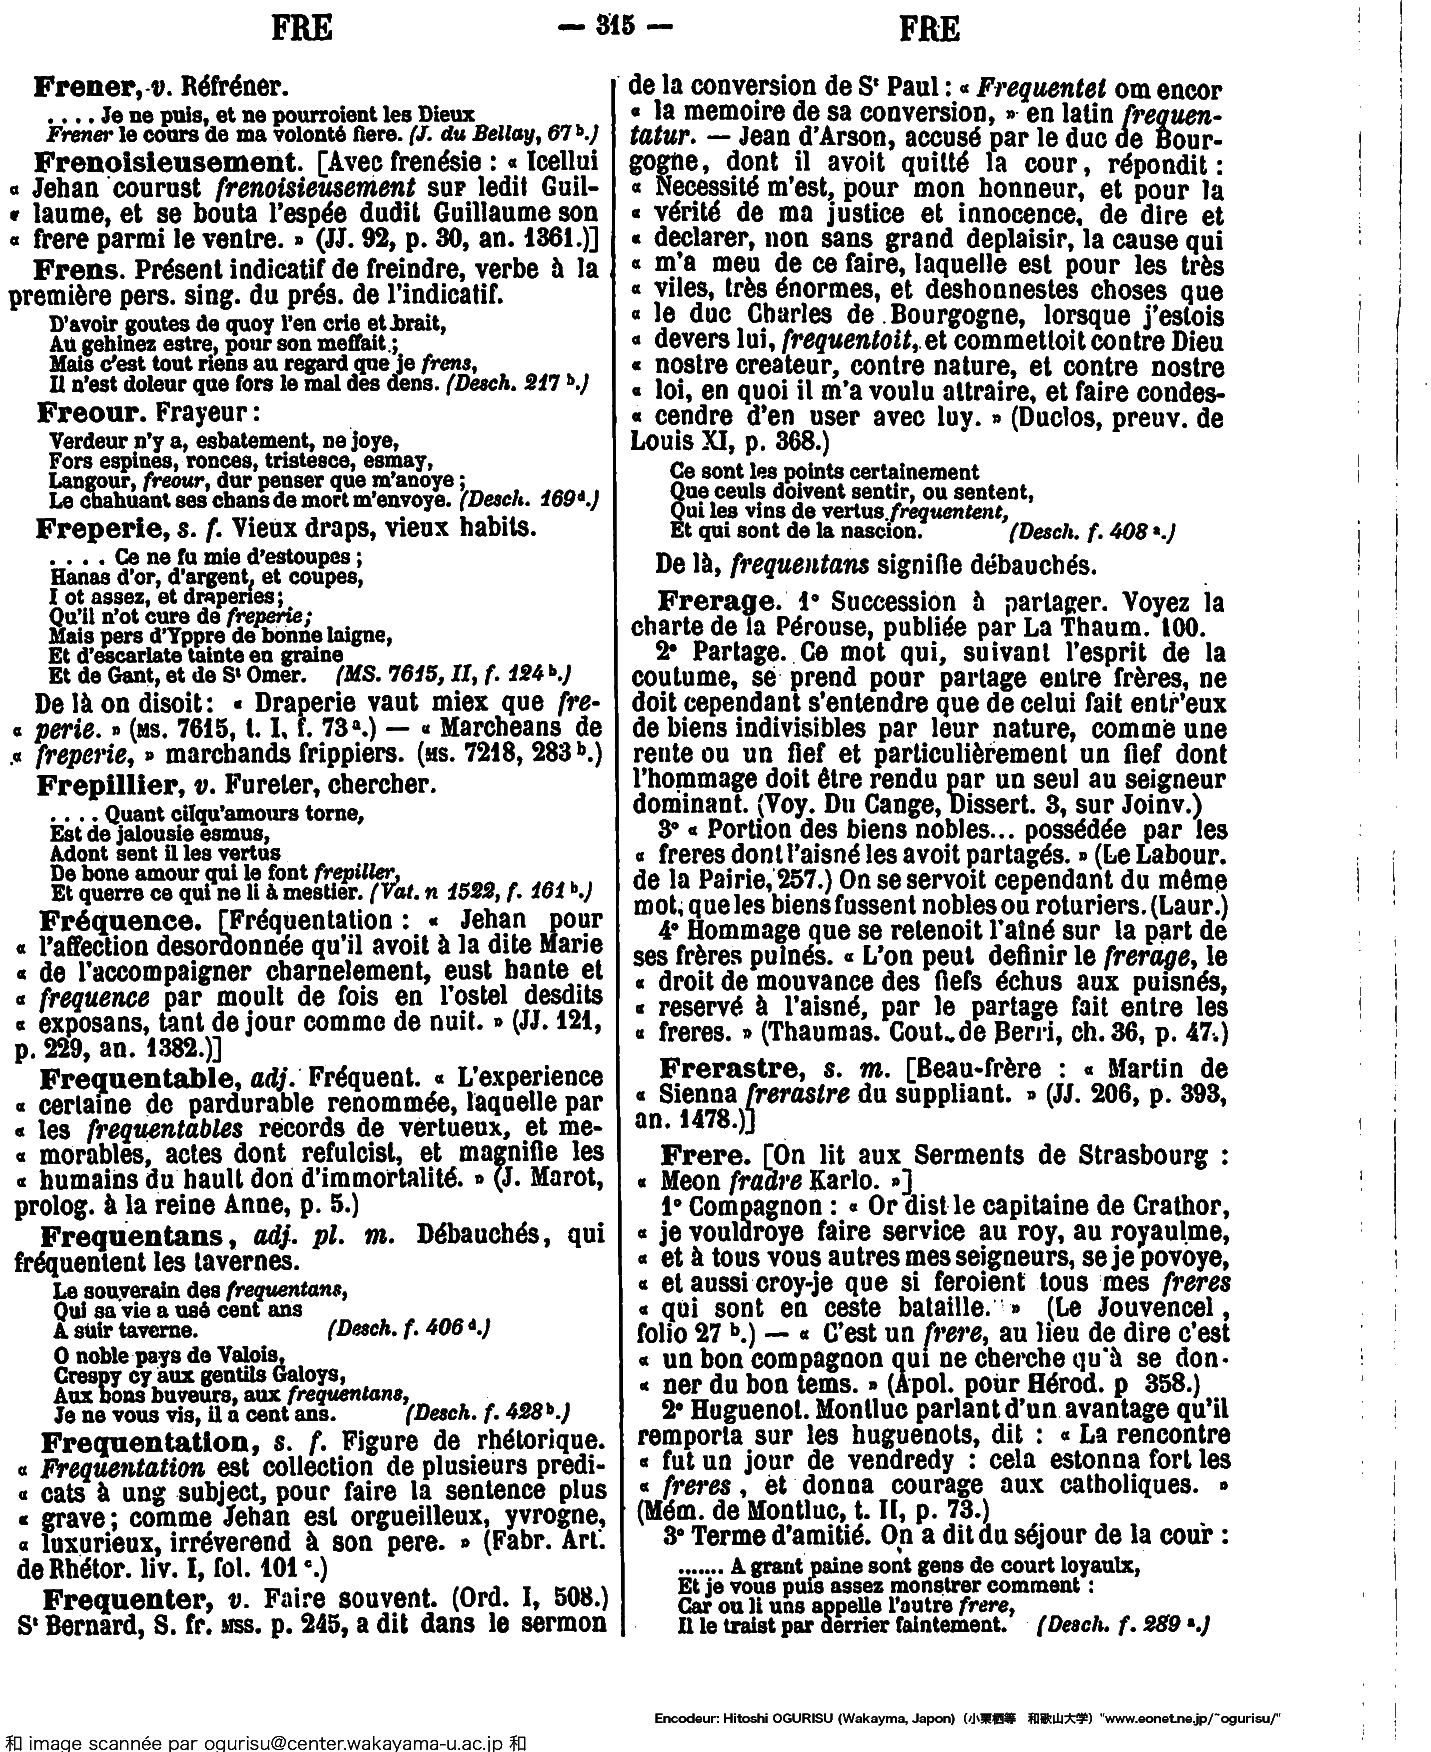 FRE — 315 — FRE
Frener, v. Réfréner.
. . . . Je ne puis, et ne pourroient les Dieux
Frener le cours de ma volonté fiere. (J. du Bellay, 67 b.)
Frenoisieusement. [Avec frenésie : « Icellui
« Jehan courust frenoisieusement sur ledit Guil-
« laume, et se bouta l'espée dudit Guillaume son
« frere parmi le ventre. » (JJ. 92, p. 30, an. 1361.)]
Frens. Présent indicatif de freindre, verbe à la
première pers. sing. du prés. de l'indicatif.
D'avoir goutes de quoy l'en crie et brait,
Au gehinez estre, pour son meffait ;
Mais c'est tout riens au regard que je frens,
Il n'est doleur que fors le mal des dens. (Desch. 217 b.)
Freour. Frayeur :
Verdeur n'y a, esbatement, ne joye,
Fors espines, ronces, tristesce, esmay,
Langour, freour, dur penser que m'anoye ;
Le chahuant ses chans de mort m'envoye. (Desch. 169 d.)
Freperie, s. f. Vieux draps, vieux habits.
. . . . Ce ne fu mie d'estoupes ;
Hanas d'or, d'argent, et coupes,
I ot assez, et draperies ;
Qu'il n'ot cure de freperie ;
Mais pers d'Yppre de bonne laigne,
Et d'escarlate tainte en graine
Et de Gant, et de St Omer. (MS. 7615, II, f. 124 b.)
De là on disoit : « Draperie vaut miex que fre-
« perie. » (MS. 7615, t. I, f. 73 a.) — « Marcheans de
« freperie, » marchands frippiers. (MS. 7218, 283 b.)
Frepillier, v. Fureter, chercher.
. . . . Quant cilqu'amours torne,
Est de jalousie esmus,
Adont sent il les vertus
De bone amour qui le font frepiller,
Et querre ce qui ne li à mestier. (Vat. n 1522, f. 161 b.)
Fréquence. [Fréquentation : « Jehan pour
« l'affection desordonnée qu'il avoit à la dite Marie
« de l'accompaigner charnelement, eust hante et
« frequence par moult de fois en l'ostel desdits
« exposans, tant de jour comme de nuit. » (JJ. 121,
p. 229, an. 1382.)]
Frequentable, adj. Fréquent. « L'experience
« certaine de pardurable renommée, laquelle par
« les frequentables records de vertueux, et me-
« morables, actes dont refulcist, et magnifie les
« humains du hault don d'immortalité. » (J. Marot,
prolog. à la reine Anne, p. 5.)
Frequentans, adj. pl. m. Débauchés, qui
fréquentent les tavernes.
Le souverain des frequentans,
Qui sa vie a usé cent ans
A suir taverne. (Desch. f. 406 d.)
O noble pays de Valois,
Crespy cy aux gentils Galoys,
Aux bons buveurs, aux frequentans,
Je ne vous vis, il a cent ans. (Desch. f. 428 b.)
Frequentation, s. f. Figure de rhétorique.
« Frequentation est collection de plusieurs predi-
« cats à ung subject, pour faire la sentence plus
« grave ; comme Jehan est orgueilleux, yvrogne,
« luxurieux, irréverend à son pere. » (Fabr. Art.
de Rhétor. liv. I, fol. 101 c.)
Frequenter, v. Faire souvent. (Ord. I, 508.)
St Bernard, S. fr. MSS. p. 245, a dit dans le sermon
de la conversion de St Paul : « Frequentet om encor
« la memoire de sa conversion, » en latin frequen-
tatur. — Jean d'Arson, accusé par le duc de Bour-
gogne, dont il avoit quitté la cour, répondit :
« Necessité m'est, pour mon honneur, et pour la
« vérité de ma justice et innocence, de dire et
« declarer, non sans grand deplaisir, la cause qui
« m'a meu de ce faire, laquelle est pour les très
« viles, très énormes, et deshonnestes choses que
« le duc Charles de Bourgogne, lorsque j'estois
« devers lui, frequentoit, et commettoit contre Dieu
« nostre createur, contre nature, et contre nostre
« loi, en quoi il m'a voulu attraire, et faire condes-
« cendre d'en user avec luy. » (Duclos, preuv. de
Louis XI, p. 368.)
Ce sont les points certainement
Que ceuls doivent sentir, ou sentent,
Qui les vins de vertus frequentent,
Et qui sont de la nascion. (Desch. f. 408 a.)
De là, frequentans signifie débauchés.
Frerage. 1° Succession à partager. Voyez la
charte de la Pérouse, publiée par La Thaum. 100.
2° Partage. Ce mot qui, suivant l'esprit de la
coutume, se prend pour partage entre frères, ne
doit cependant s'entendre que de celui fait entr'eux
de biens indivisibles par leur nature, comme une
rente ou un fief et particulièrement un fief dont
l'hommage doit être rendu par un seul au seigneur
dominant. (Voy. Du Cange, Dissert. 3, sur Joinv.)
3° « Portion des biens nobles... possédée par les
« freres dont l'aisné les avoit partagés. » (Le Labour.
de la Pairie, 257.) On se servoit cependant du même
mot, que les biens fussent nobles ou roturiers. (Laur.)
4° Hommage que se retenoit l'aîné sur la part de
ses frères puinés. « L'on peut definir le frerage, le
« droit de mouvance des fiefs échus aux puisnés,
« reservé à l'aisné, par le partage fait entre les
« freres. » (Thaumas. Cout. de Berri, ch. 36, p. 47.)
Frerastre, s. m. [Beau-frère : « Martin de
« Sienna frerastre du suppliant. » (JJ. 206, p. 393,
an. 1478.)]
Frere. [On lit aux Serments de Strasbourg :
« Meon fradre Karlo. »]
1° Compagnon : « Or dist le capitaine de Crathor,
« je vouldroye faire service au roy, au royaulme,
« et à tous vous autres mes seigneurs, se je povoye,
« et aussi croy-je que si feroient tous mes freres
« qui sont en ceste bataille. » (Le Jouvencel,
folio 27 b.) — « C'est un frere, au lieu de dire c'est
« un bon compagnon qui ne cherche qu'à se don-
« ner du bon tems. » (Apol. pour Hérod. p 358.)
2° Huguenot. Montluc parlant d'un avantage qu'il
remporta sur les huguenots, dit : « La rencontre
« fut un jour de vendredy : cela estonna fort les
« freres, et donna courage aux catholiques. »
(Mém. de Montluc, t. II, p. 73.)
3° Terme d'amitié. On a dit du séjour de la cour :
....... A grant paine sont gens de court loyaulx,
Et je vous puis assez monstrer comment :
Car ou li uns appelle l'autre frere,
Il le traist par derrier faintement. (Desch. f. 289 a.)
Encodeur: Hitoshi OGURISU (Wakayma, Japon) (小栗栖等 和歌山大学) "www.eonet.ne.jp/~ogurisu/"
和 image scannée par ogurisu@center.wakayama-u.ac.jp 和